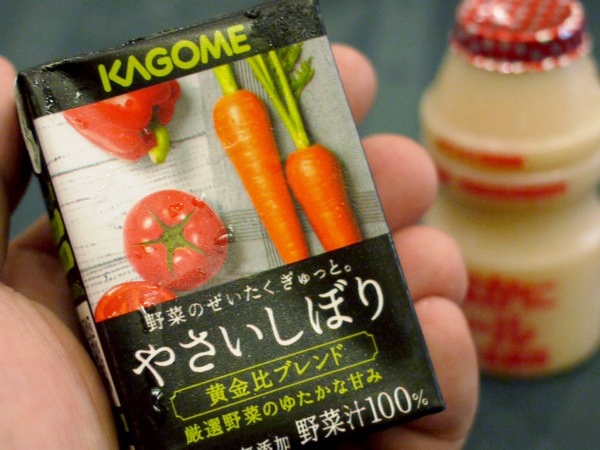 KAGOME
野菜のぜいたくぎゅっと。
やさいしぼり
黄金比ブレンド
厳選野菜のゆたかな甘み
添加 野菜汁100%